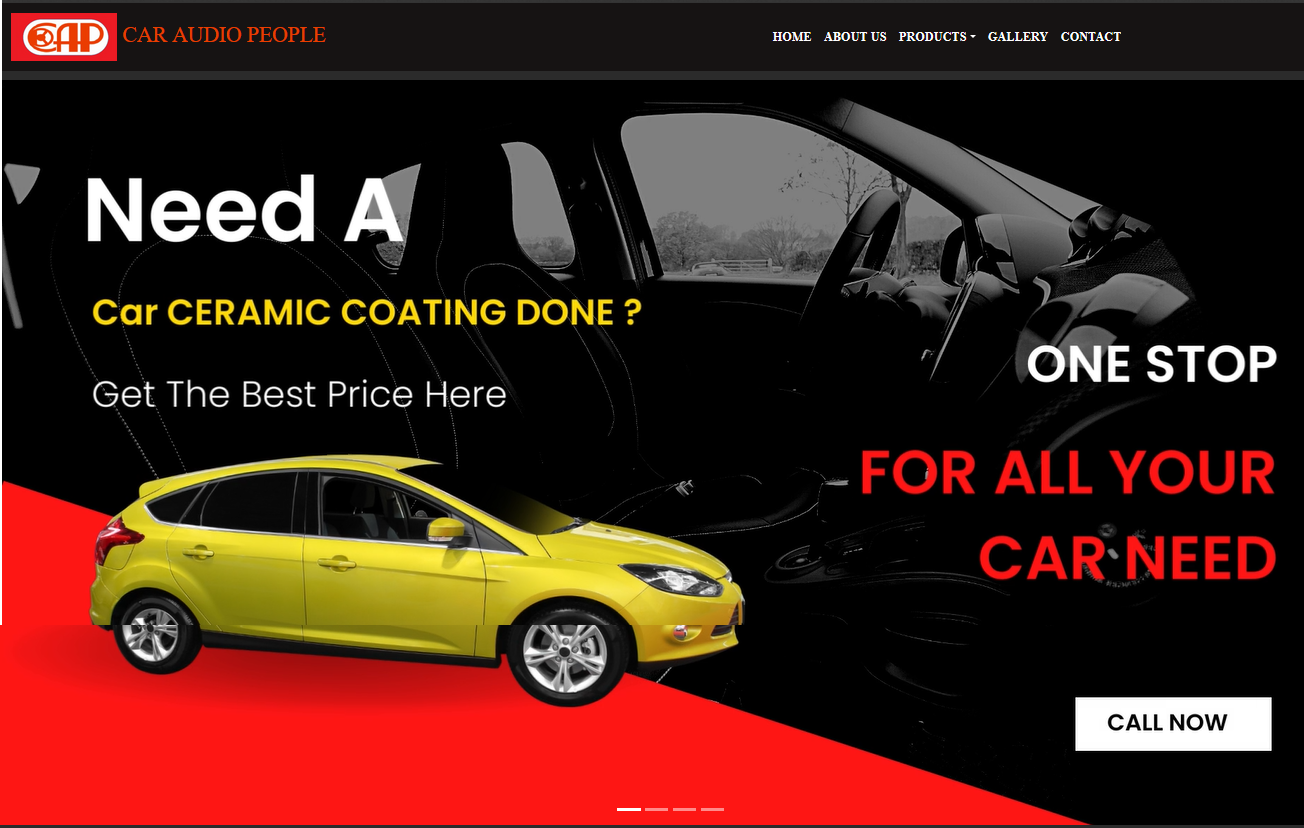 CAP CAR AUDIO PEOPLE
HOME ABOUT US PRODUCTS GALLERY CONTACT
Need A
Car CERAMIC COATING DONE ?
Get The Best Price Here
ONE STOP
FOR ALL YOUR
CAR NEED
CALL NOW